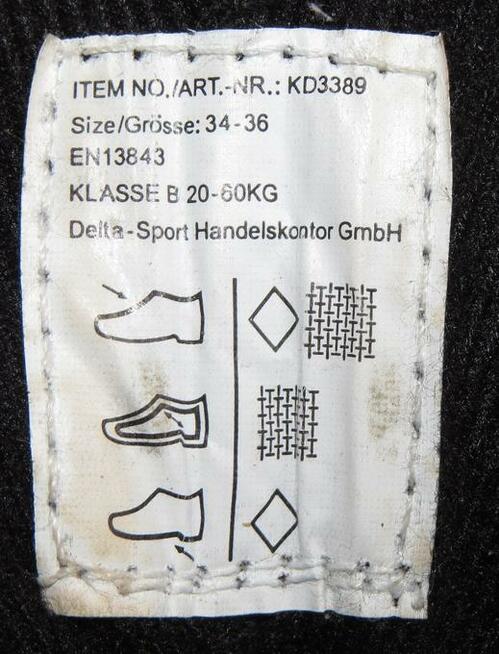 ITEM NO./ART.-NR.: KD3389
Size/Grösse: 34-36
EN13843
KLASSE B 20-60KG
Delta-Sport Handelskontor GmbH